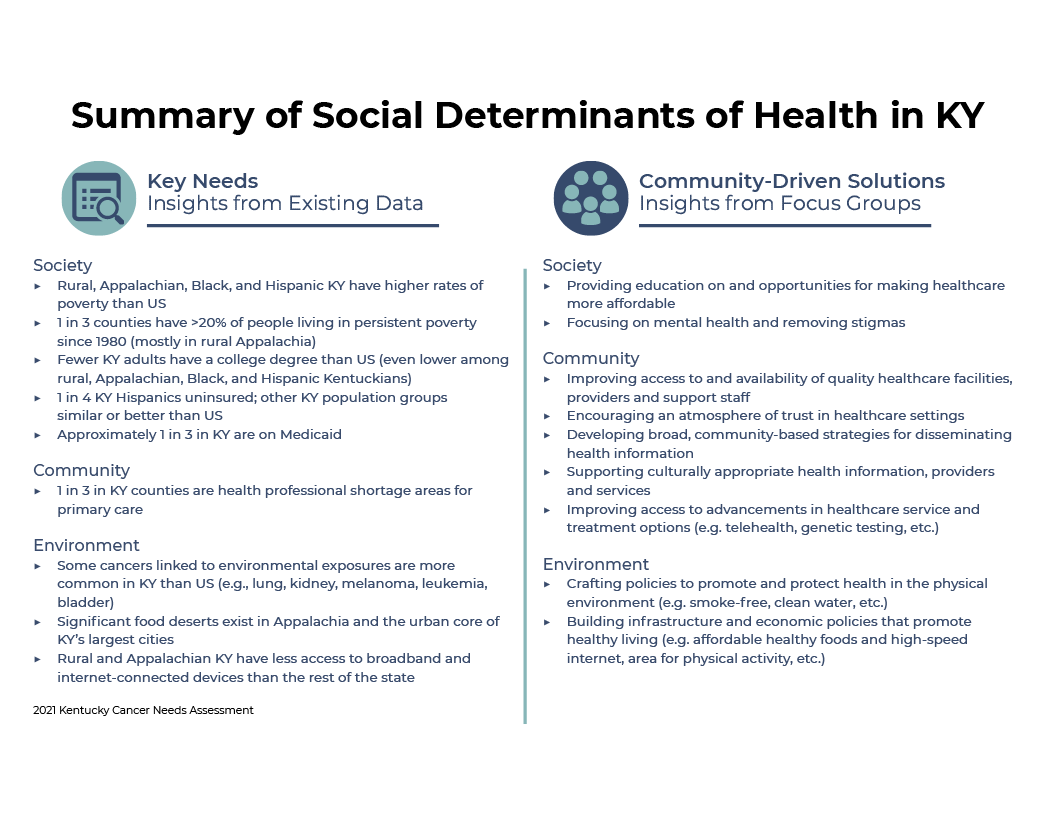 Summary of Social Determinants of Health in KY
Key Needs
Insights from Existing Data
Society
▸ Rural, Appalachian, Black, and Hispanic KY have higher rates of
poverty than US
▸ 1 in 3 counties have >20% of people living in persistent poverty
since 1980 (mostly in rural Appalachia)
▸ Fewer KY adults have a college degree than US (even lower among
rural, Appalachian, Black, and Hispanic Kentuckians)
▸ 1 in 4 KY Hispanics uninsured; other KY population groups
similar or better than US
▸ Approximately 1 in 3 in KY are on Medicaid
Community
▸ 1 in 3 in KY counties are health professional shortage areas for
primary care
Environment
▸ Some cancers linked to environmental exposures are more
common in KY than US (e.g., lung, kidney, melanoma, leukemia,
bladder)
▸ Significant food deserts exist in Appalachia and the urban core of
KY's largest cities
▸ Rural and Appalachian KY have less access to broadband and
internet-connected devices than the rest of the state
2021 Kentucky Cancer Needs Assessment
Community-Driven Solutions
Insights from Focus Groups
Society
▸ Providing education on and opportunities for making healthcare
more affordable
▸ Focusing on mental health and removing stigmas
Community
▸ Improving access to and availability of quality healthcare facilities,
providers and support staff
▸ Encouraging an atmosphere of trust in healthcare settings
▸ Developing broad, community-based strategies for disseminating
health information
▸ Supporting culturally appropriate health information, providers
and services
▸ Improving access to advancements in healthcare service and
treatment options (e.g. telehealth, genetic testing, etc.)
Environment
▸ Crafting policies to promote and protect health in the physical
environment (e.g. smoke-free, clean water, etc.)
▸ Building infrastructure and economic policies that promote
healthy living (e.g. affordable healthy foods and high-speed
internet, area for physical activity, etc.)